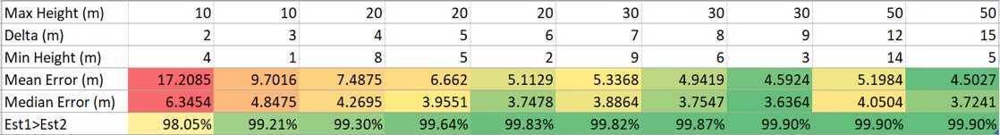 Max Height (m) 10 10 20 20 20 30 30 30 50 50
Delta (m) 2 3 4 5 6 7 8 9 12 15
Min Height (m) 4 1 8 5 2 9 6 3 14 5
Mean Error (m) 17.2085 9.7016 7.4875 6.662 5.1129 5.3368 4.9419 4.5924 5.1984 4.5027
Median Error (m) 6.3454 4.8475 4.2695 3.9551 3.7478 3.8864 3.7547 3.6364 4.0504 3.7241
Est1>Est2 98.05% 99.21% 99.30% 99.64% 99.83% 99.82% 99.87% 99.90% 99.90% 99.90%